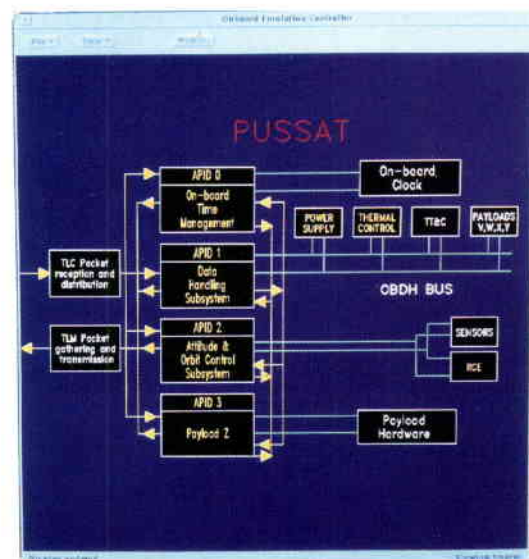 Onboard Emulation Controller
PUSSAT
APID 0
On-board
Time
Management
On-board
Clock
POWER
SUPPLY
THERMAL
CONTROL
TT&C
PAYLOADS
V,W,X,Y
TLC Packet
reception and
distribution
APID 1
Data
Handling
Subsystem
OBDH BUS
TLM Packet
gathering and
transmission
APID 2
Attitude &
Orbit Control
Subsystem
SENSORS
RCE
APID 3
Payload Z
Payload
Hardware